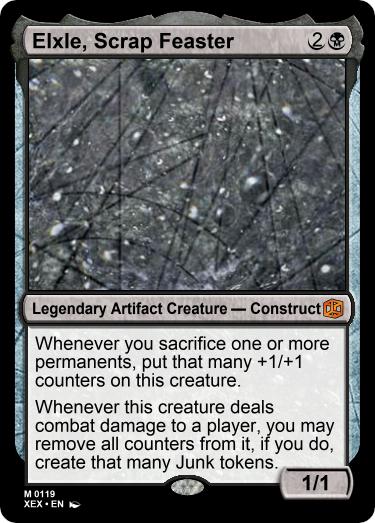 Elxle, Scrap Feaster 2
Legendary Artifact Creature — Construct
Whenever you sacrifice one or more
permanents, put that many +1/+1
counters on this creature.
Whenever this creature deals
combat damage to a player, you may
remove all counters from it, if you do,
create that many Junk tokens.
1/1
M 0119
XEX • EN